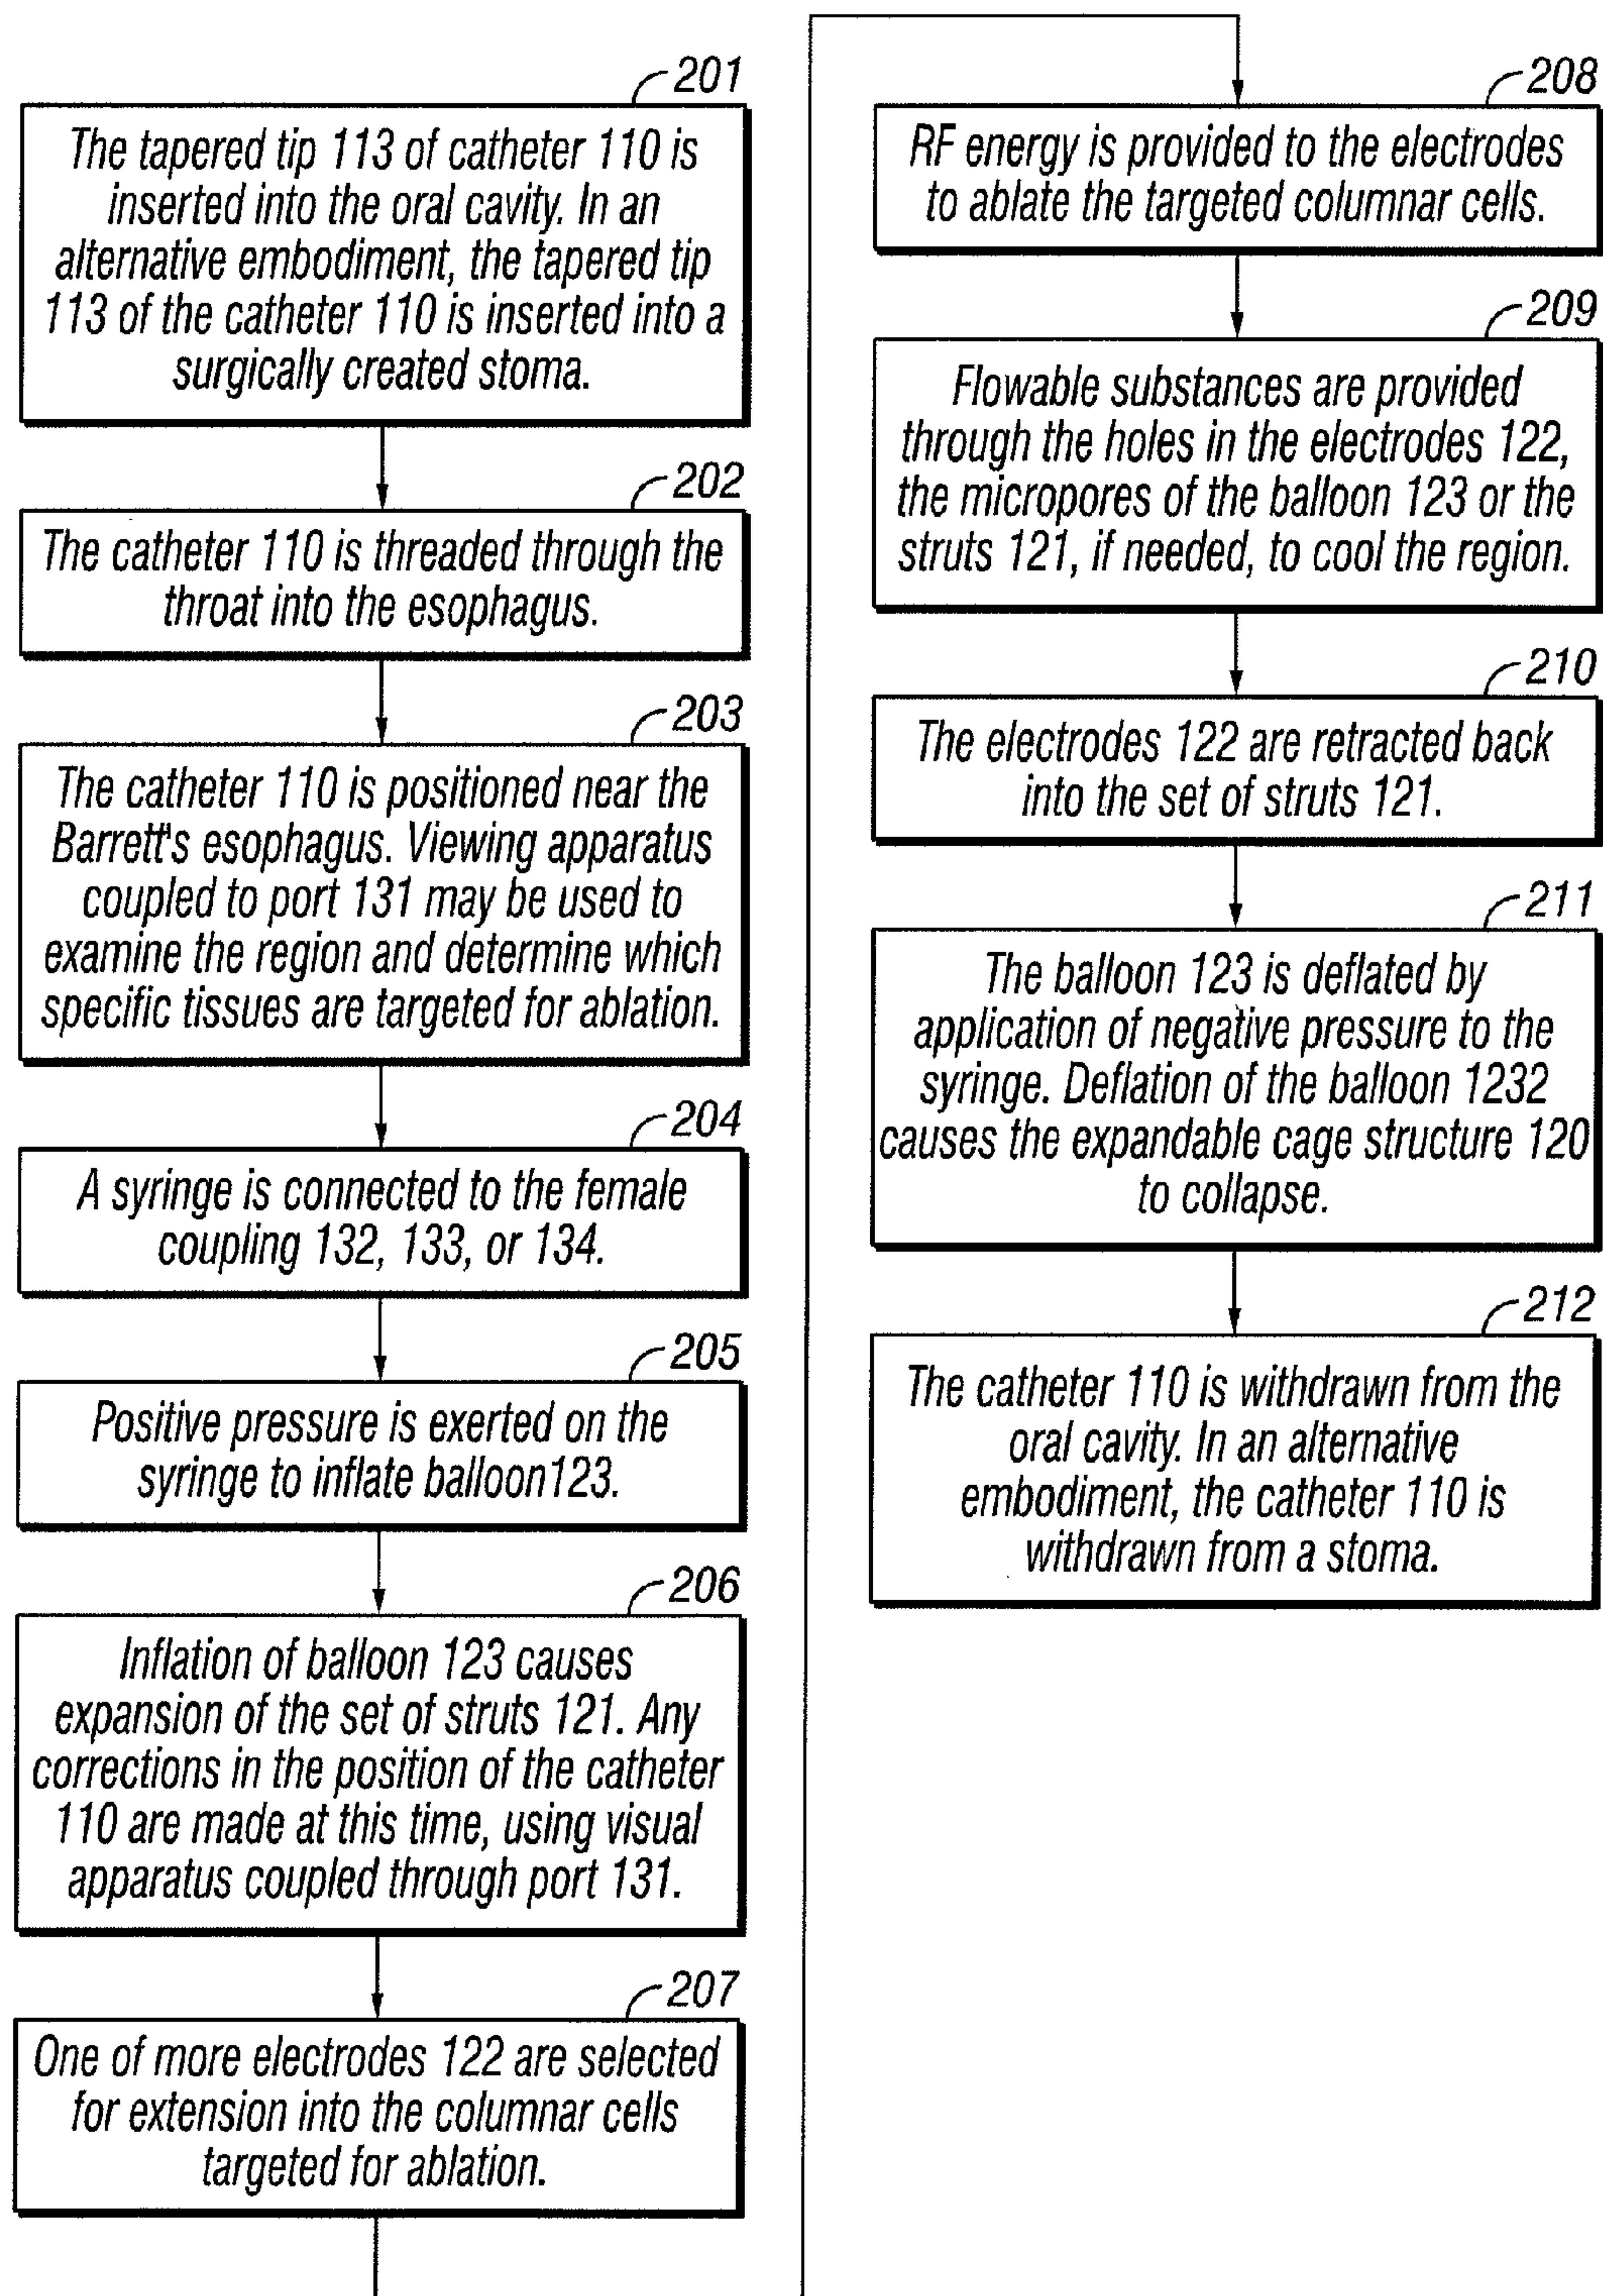 201
The tapered tip 113 of catheter 110 is
inserted into the oral cavity. In an
alternative embodiment, the tapered tip
113 of the catheter 110 is inserted into a
surgically created stoma.
202
The catheter 110 is threaded through the
throat into the esophagus.
203
The catheter 110 is positioned near the
Barrett's esophagus. Viewing apparatus
coupled to port 131 may be used to
examine the region and determine which
specific tissues are targeted for ablation.
204
A syringe is connected to the female
coupling 132, 133, or 134.
205
Positive pressure is exerted on the
syringe to inflate balloon123.
206
Inflation of balloon 123 causes
expansion of the set of struts 121. Any
corrections in the position of the catheter
110 are made at this time, using visual
apparatus coupled through port 131.
207
One of more electrodes 122 are selected
for extension into the columnar cells
targeted for ablation.
208
RF energy is provided to the electrodes
to ablate the targeted columnar cells.
209
Flowable substances are provided
through the holes in the electrodes 122,
the micropores of the balloon 123 or the
struts 121, if needed, to cool the region.
210
The electrodes 122 are retracted back
into the set of struts 121.
211
The balloon 123 is deflated by
application of negative pressure to the
syringe. Deflation of the balloon 1232
causes the expandable cage structure 120
to collapse.
212
The catheter 110 is withdrawn from the
oral cavity. In an alternative
embodiment, the catheter 110 is
withdrawn from a stoma.